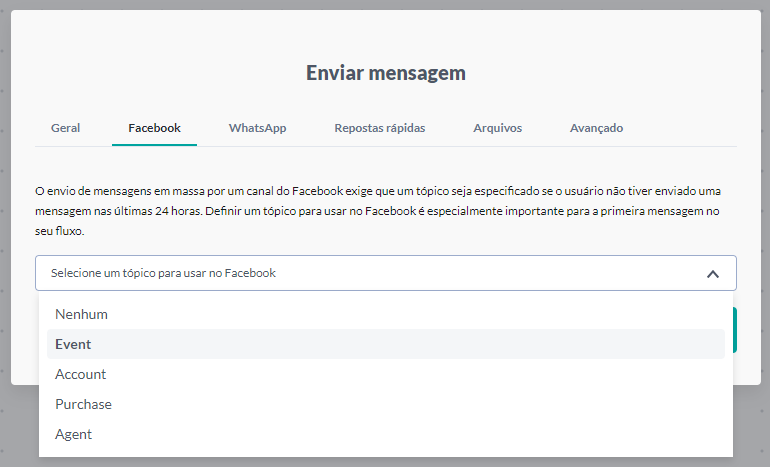 Enviar mensagem
Geral Facebook WhatsApp Repostas rápidas Arquivos Avançado
O envio de mensagens em massa por um canal do Facebook exige que um tópico seja especificado se o usuário não tiver enviado uma
mensagem nas últimas 24 horas. Definir um tópico para usar no Facebook é especialmente importante para a primeira mensagem no
seu fluxo.
Selecione um tópico para usar no Facebook
Nenhum
Event
Account
Purchase
Agent